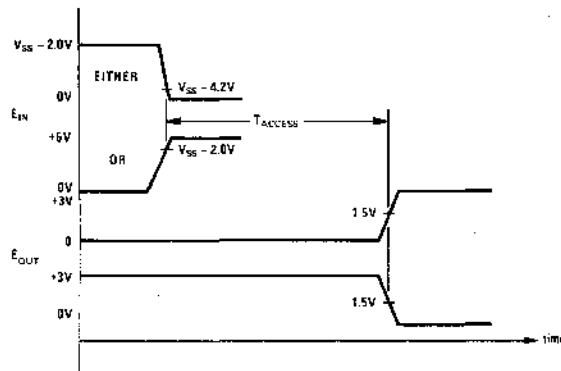 VSS – 2.0V
EITHER
0V
VSS – 4.2V
EIN
TACCESS
+5V
OR
VSS – 2.0V
0V
+3V
1.5V
0
EOUT
+3V
1.5V
0V
time